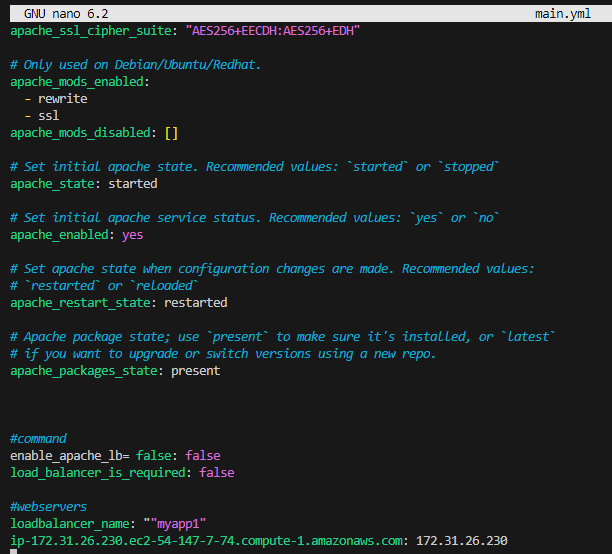 GNU nano 6.2 main.yml
apache_ssl_cipher_suite: "AES256+EECDH:AES256+EDH"
# Only used on Debian/Ubuntu/Redhat.
apache_mods_enabled:
- rewrite
- ssl
apache_mods_disabled: []
# Set initial apache state. Recommended values: `started` or `stopped`
apache_state: started
# Set initial apache service status. Recommended values: `yes` or `no`
apache_enabled: yes
# Set apache state when configuration changes are made. Recommended values:
# `restarted` or `reloaded`
apache_restart_state: restarted
# Apache package state; use `present` to make sure it's installed, or `latest`
# if you want to upgrade or switch versions using a new repo.
apache_packages_state: present
#command
enable_apache_lb= false: false
load_balancer_is_required: false
#webservers
loadbalancer_name: ""myapp1"
ip-172.31.26.230.ec2-54-147-7-74.compute-1.amazonaws.com: 172.31.26.230